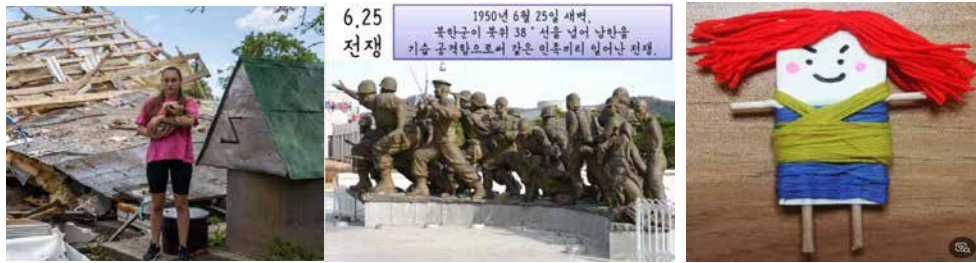 6.25
전쟁
1950년 6월 25일 새벽,
북한군이 북위 38˚ 선을 넘어 남한을
기습 공격함으로써 같은 민족끼리 일어난 전쟁.